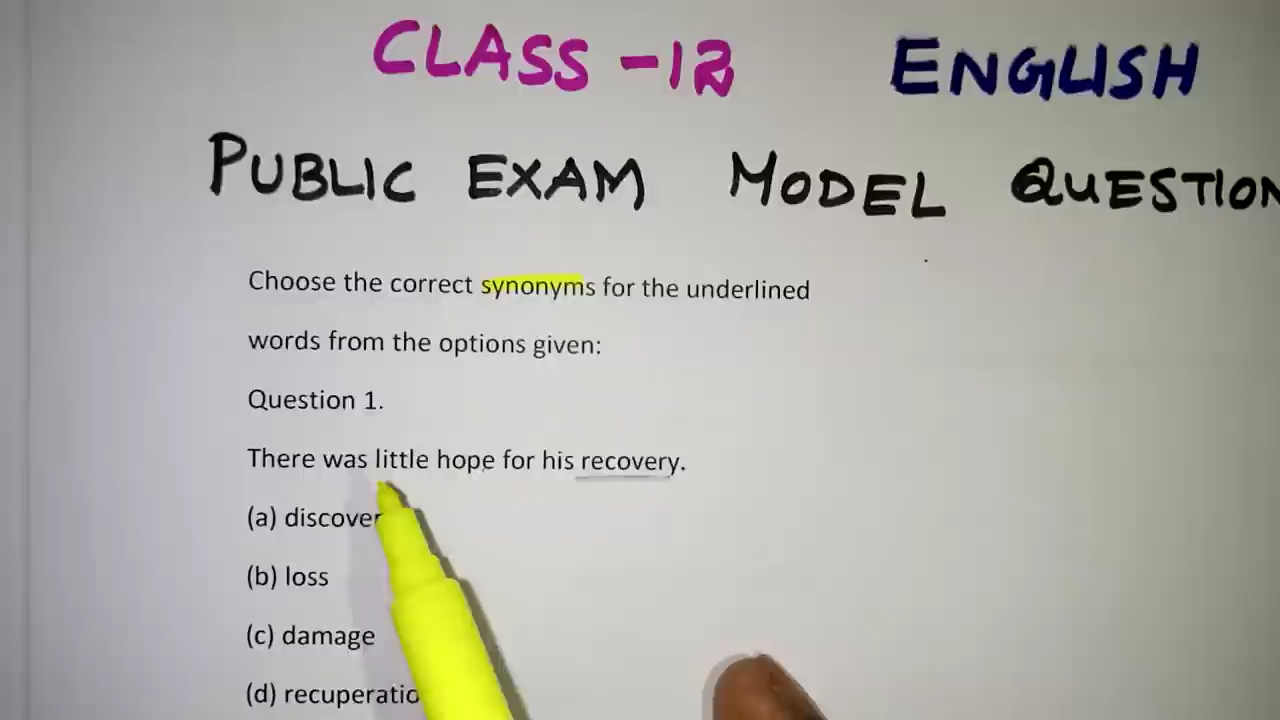 CLASS - 12 ENGLISH
PUBLIC EXAM MODEL QUESTION
Choose the correct synonyms for the underlined
words from the options given:
Question 1.
There was little hope for his recovery.
(a) discover
(b) loss
(c) damage
(d) recuperatio